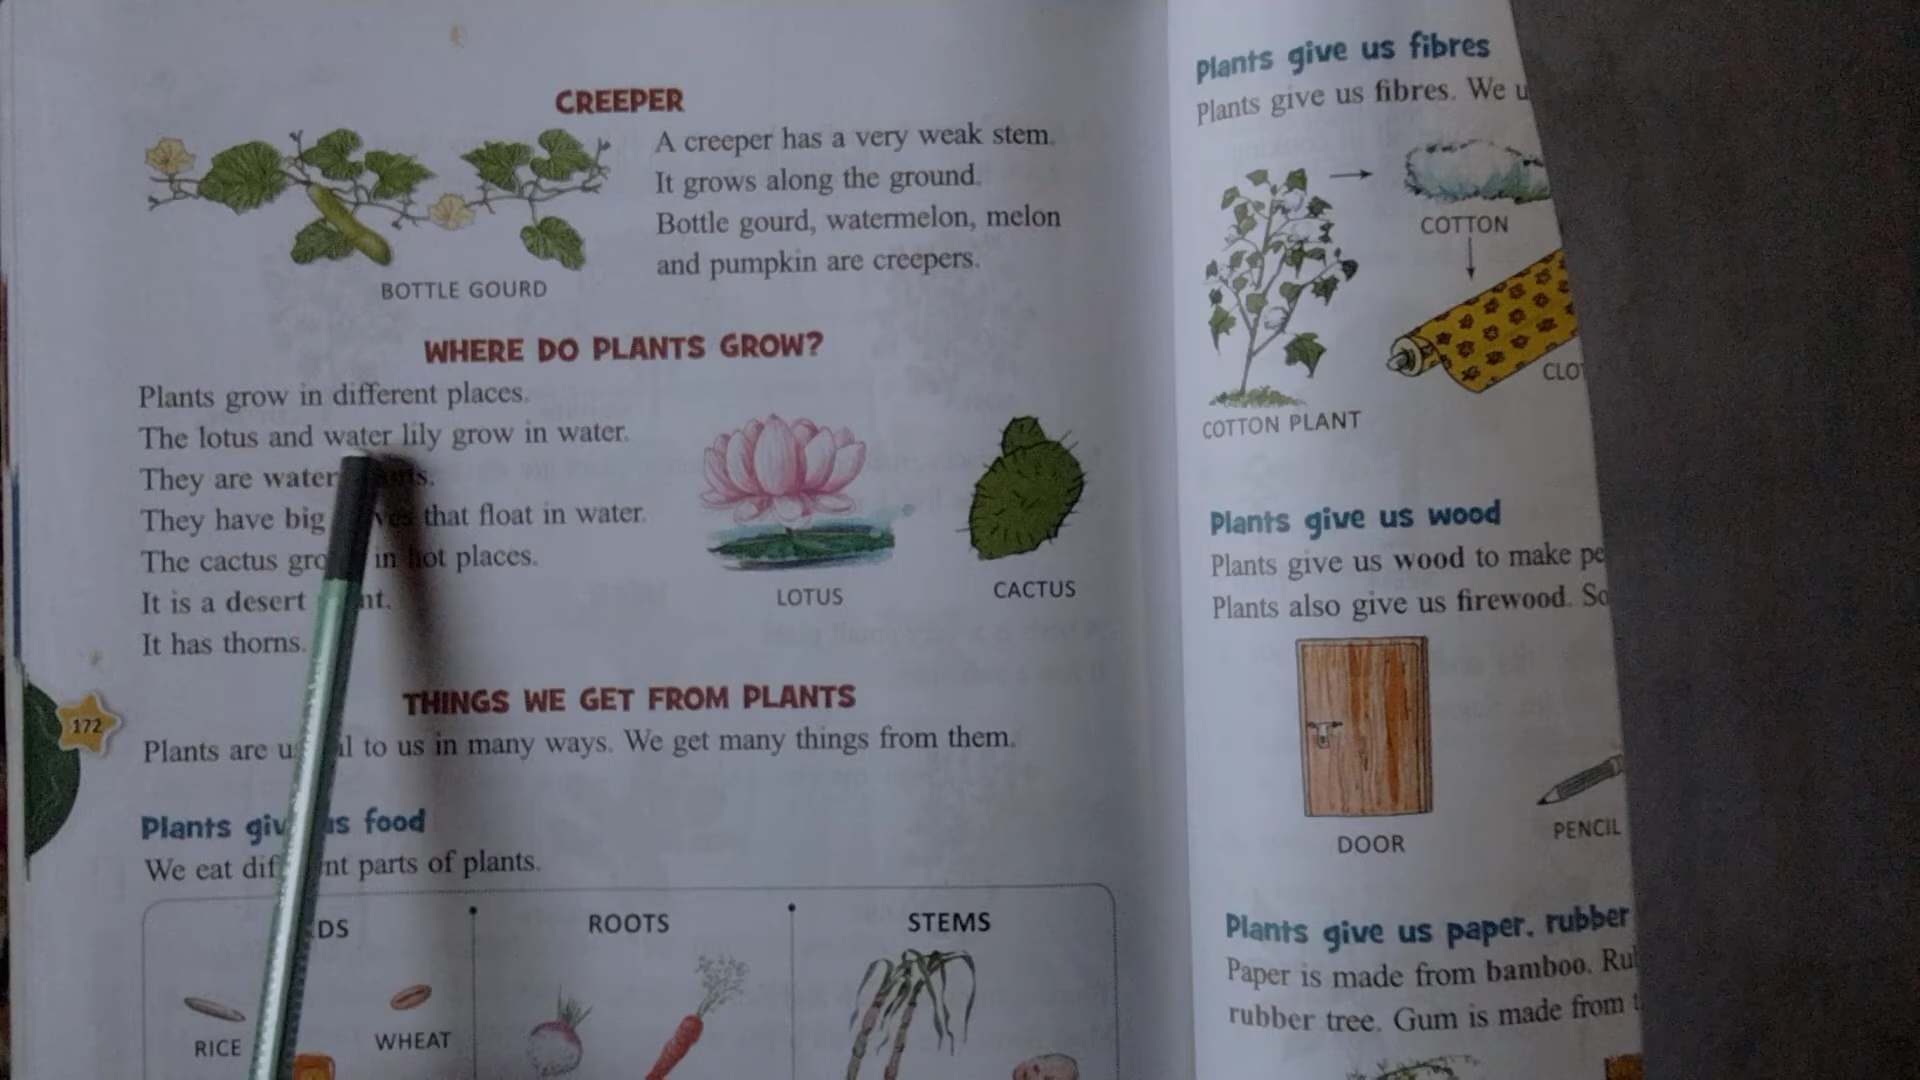 CREEPER
A creeper has a very weak stem.
It grows along the ground.
Bottle gourd, watermelon, melon
and pumpkin are creepers.
BOTTLE GOURD
WHERE DO PLANTS GROW?
Plants grow in different places.
The lotus and water lily grow in water.
They are water
They have big that float in water.
The cactus in hot places.
It is a desert
It has thorns.
LOTUS
CACTUS
172
THINGS WE GET FROM PLANTS
Plants are to us in many ways. We get many things from them.
Plants us food
We eat parts of plants.
ROOTS
STEMS
RICE
WHEAT
Plants give us fibres
Plants give us fibres. We
COTTON
COTTON PLANT
Plants give us wood
Plants give us wood to make
Plants also give us firewood.
DOOR
PENCIL
Plants give us paper, rubber
Paper is made from bamboo.
rubber tree. Gum is made from